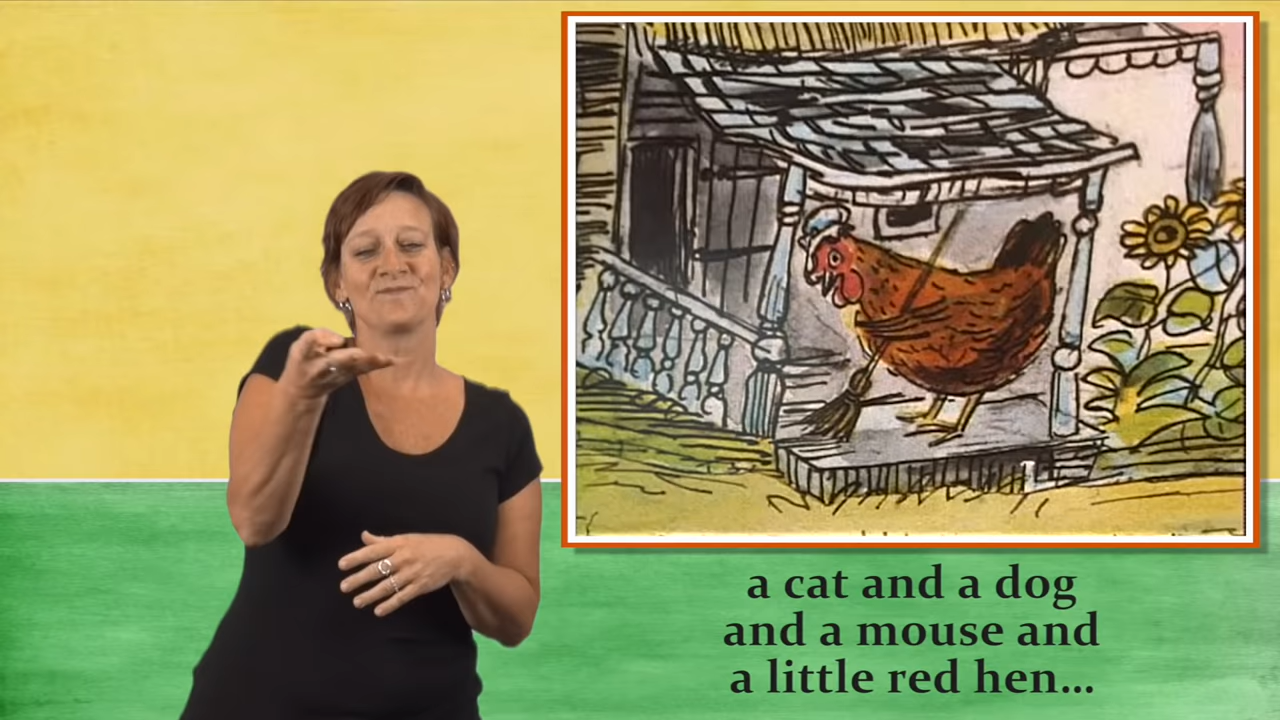 a cat and a dog
and a mouse and
a little red hen...